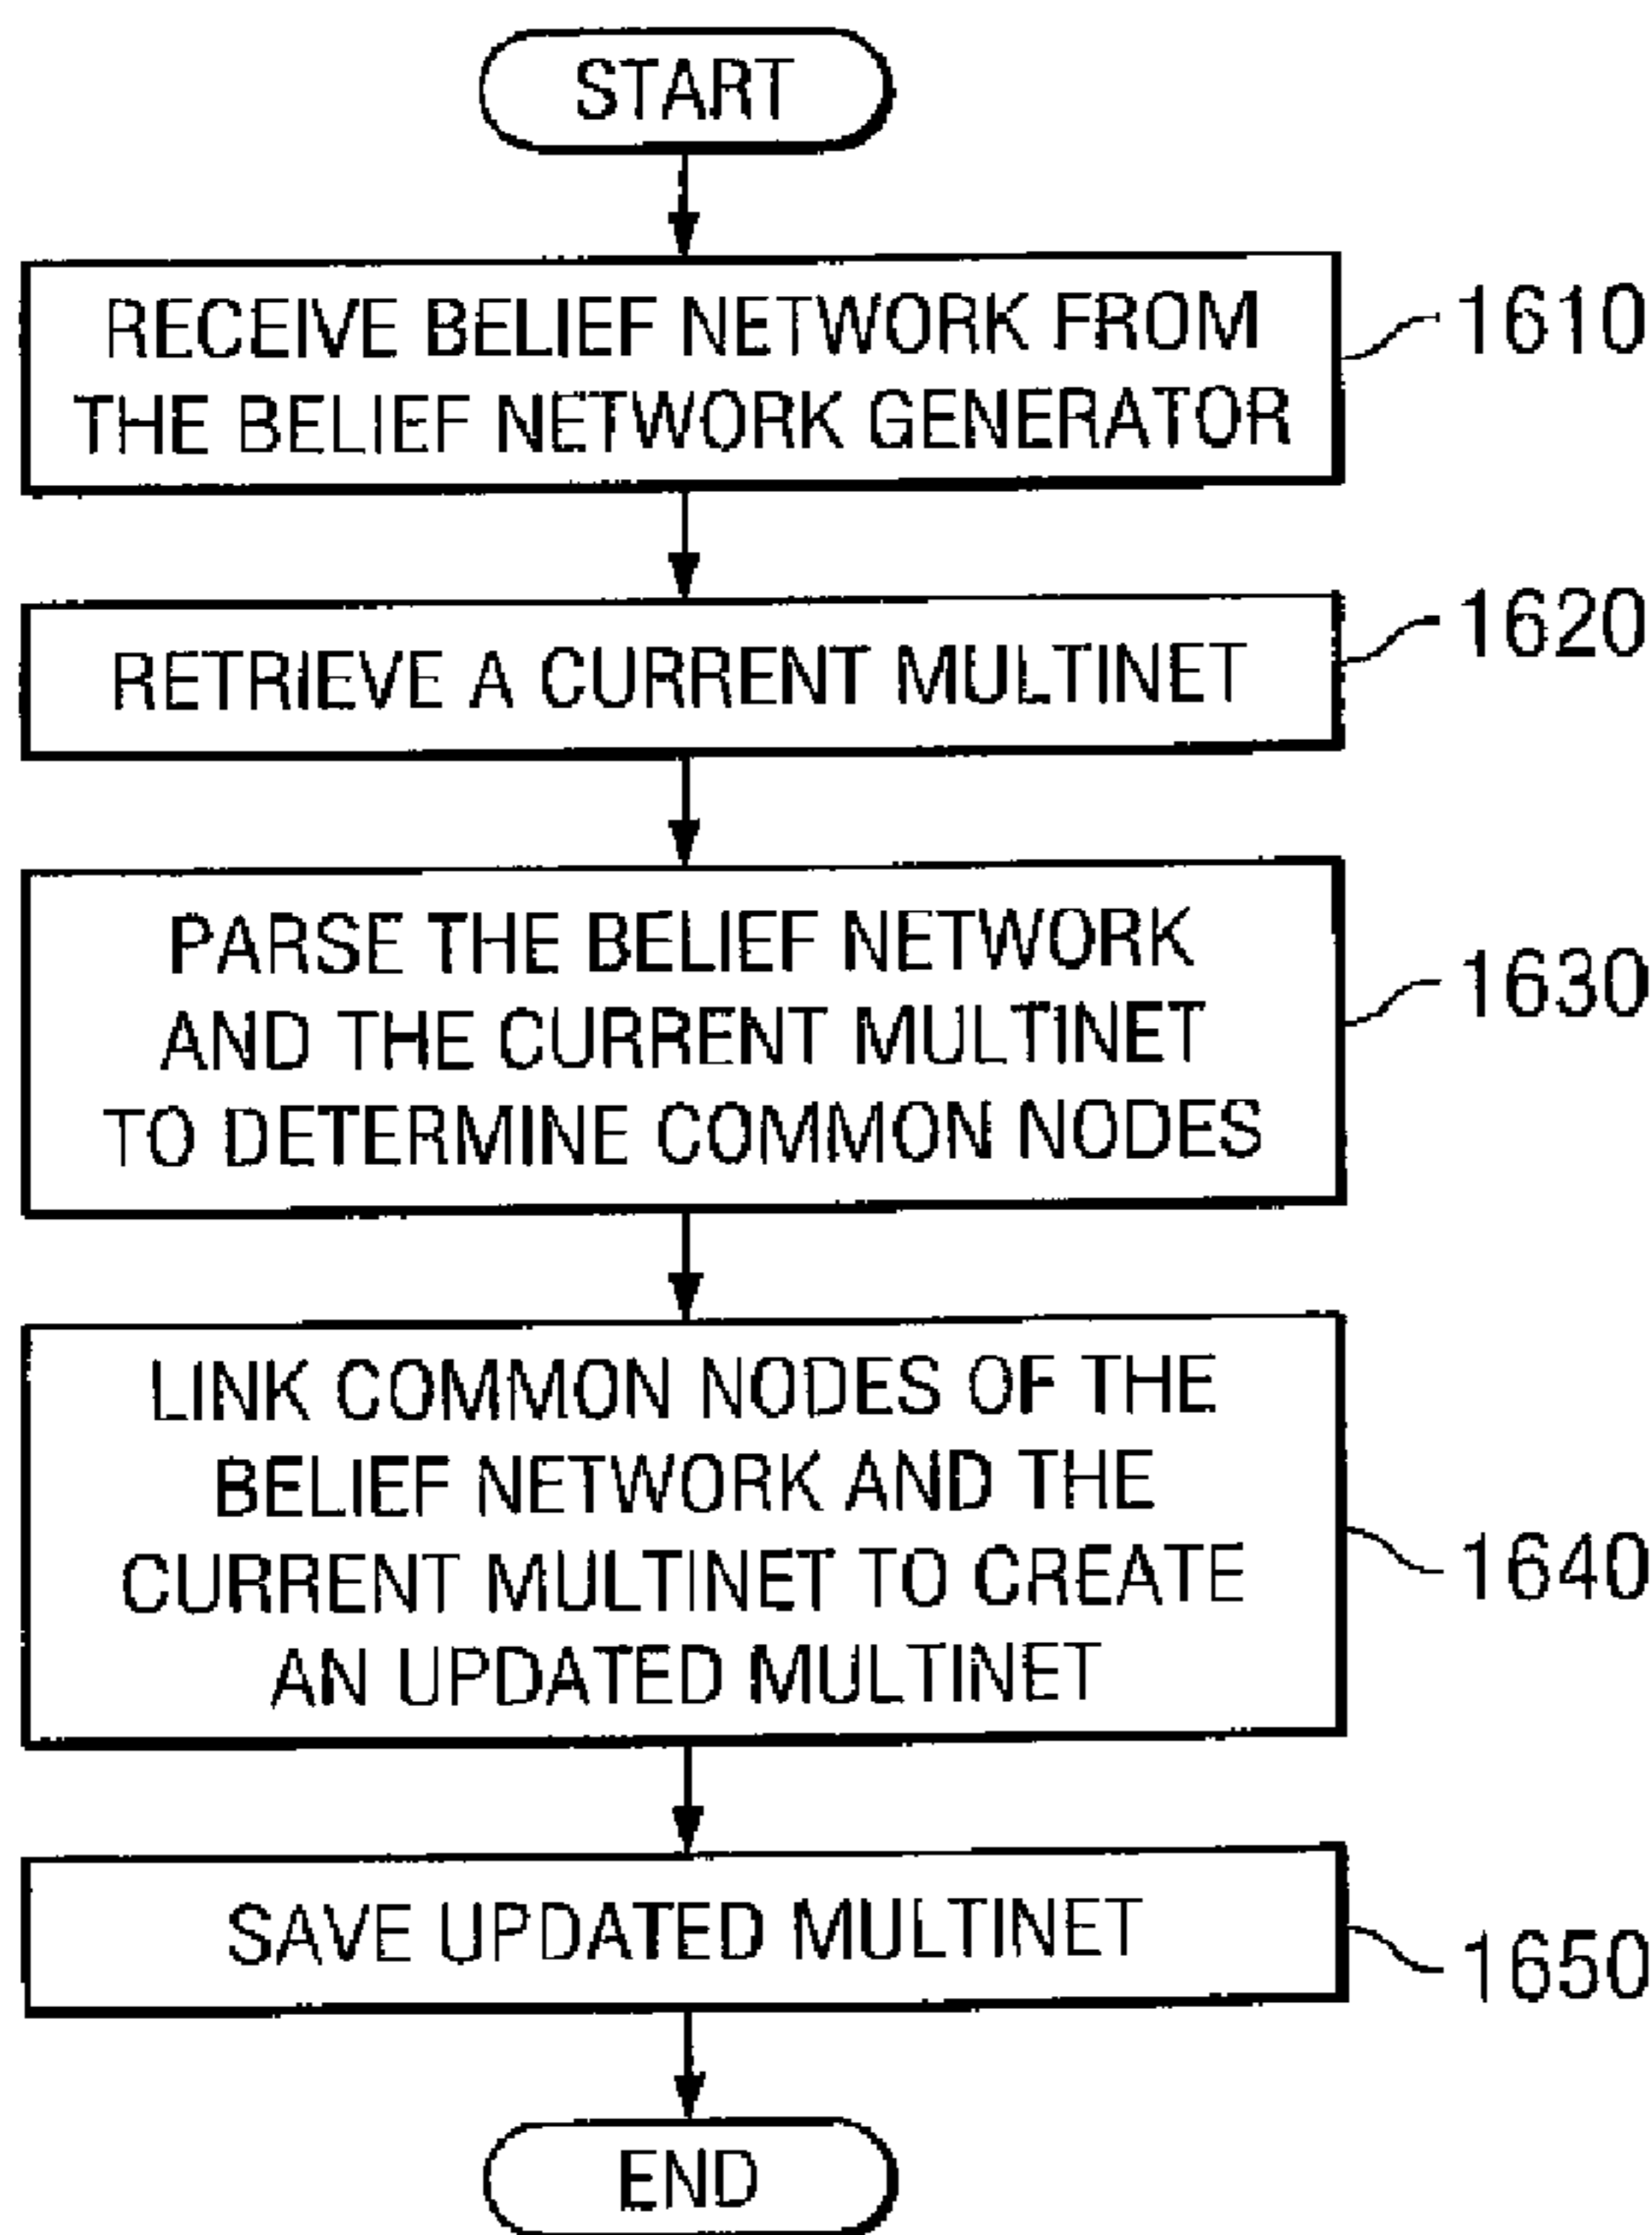 START
RECEIVE BELIEF NETWORK FROM
THE BELIEF NETWORK GENERATOR
1610
RETRIEVE A CURRENT MULTINET
1620
PARSE THE BELIEF NETWORK
AND THE CURRENT MULTINET
TO DETERMINE COMMON NODES
1630
LINK COMMON NODES OF THE
BELIEF NETWORK AND THE
CURRENT MULTINET TO CREATE
AN UPDATED MULTINET
1640
SAVE UPDATED MULTINET
1650
END